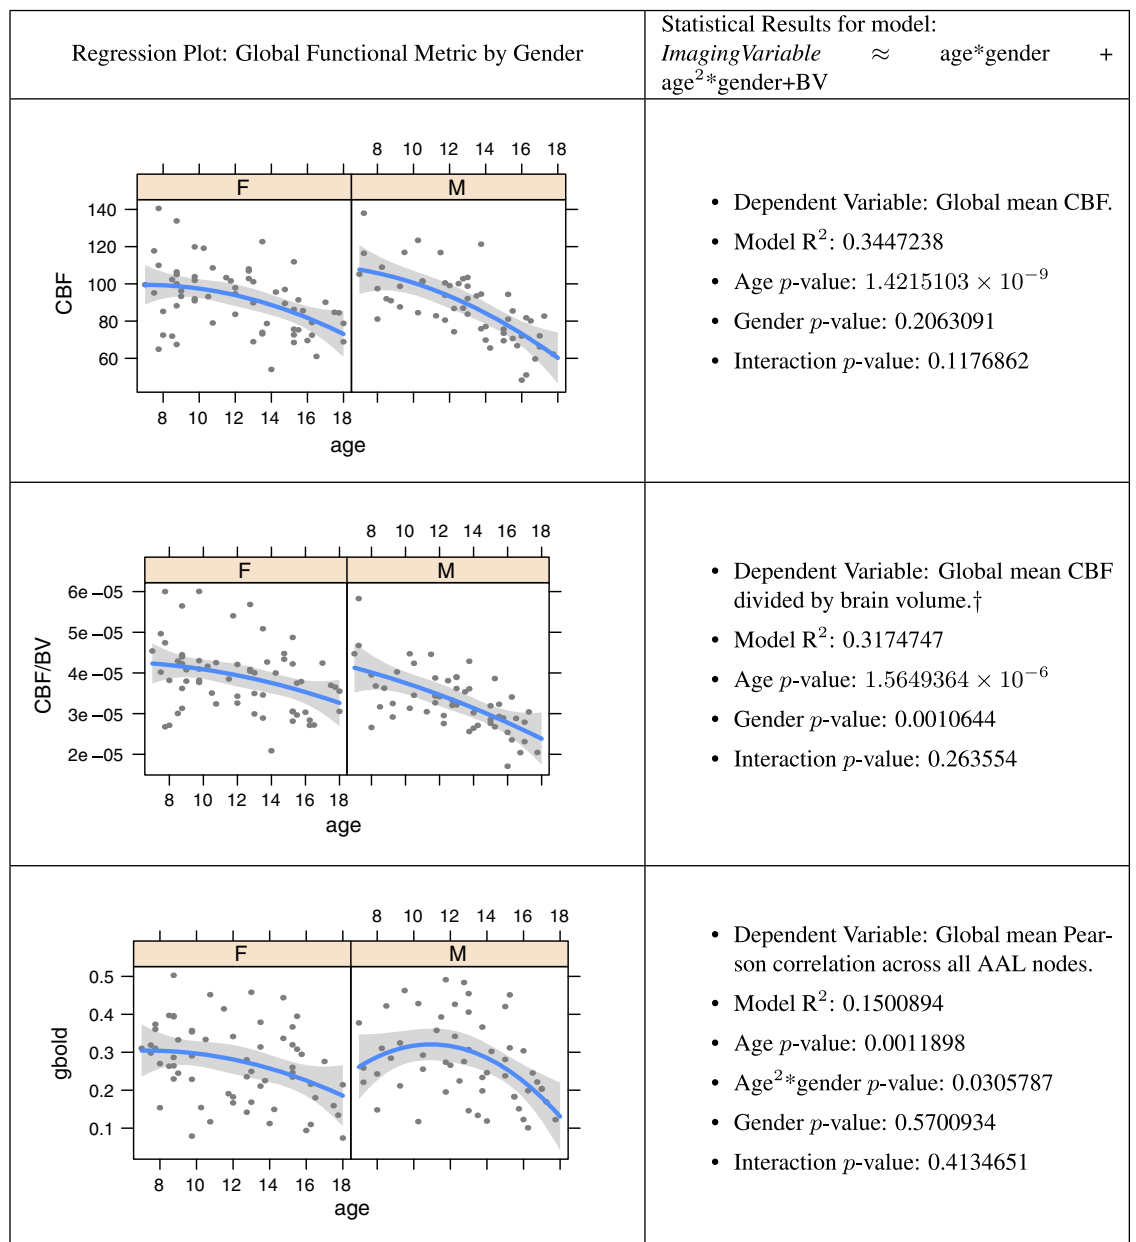 Regression Plot: Global Functional Metric by Gender
Statistical Results for model:
ImagingVariable ≈ age*gender +
age²*gender+BV
8 10 12 14 16 18
F M
140
120
100
80
60
CBF
8 10 12 14 16 18
age
• Dependent Variable: Global mean CBF.
• Model R²: 0.3447238
• Age p-value: 1.4215103 × 10⁻⁹
• Gender p-value: 0.2063091
• Interaction p-value: 0.1176862
8 10 12 14 16 18
F M
6e−05
5e−05
4e−05
3e−05
2e−05
CBF/BV
8 10 12 14 16 18
age
• Dependent Variable: Global mean CBF
divided by brain volume.†
• Model R²: 0.3174747
• Age p-value: 1.5649364 × 10⁻⁶
• Gender p-value: 0.0010644
• Interaction p-value: 0.263554
8 10 12 14 16 18
F M
0.5
0.4
0.3
0.2
0.1
gbold
8 10 12 14 16 18
age
• Dependent Variable: Global mean Pear-
son correlation across all AAL nodes.
• Model R²: 0.1500894
• Age p-value: 0.0011898
• Age²*gender p-value: 0.0305787
• Gender p-value: 0.5700934
• Interaction p-value: 0.4134651